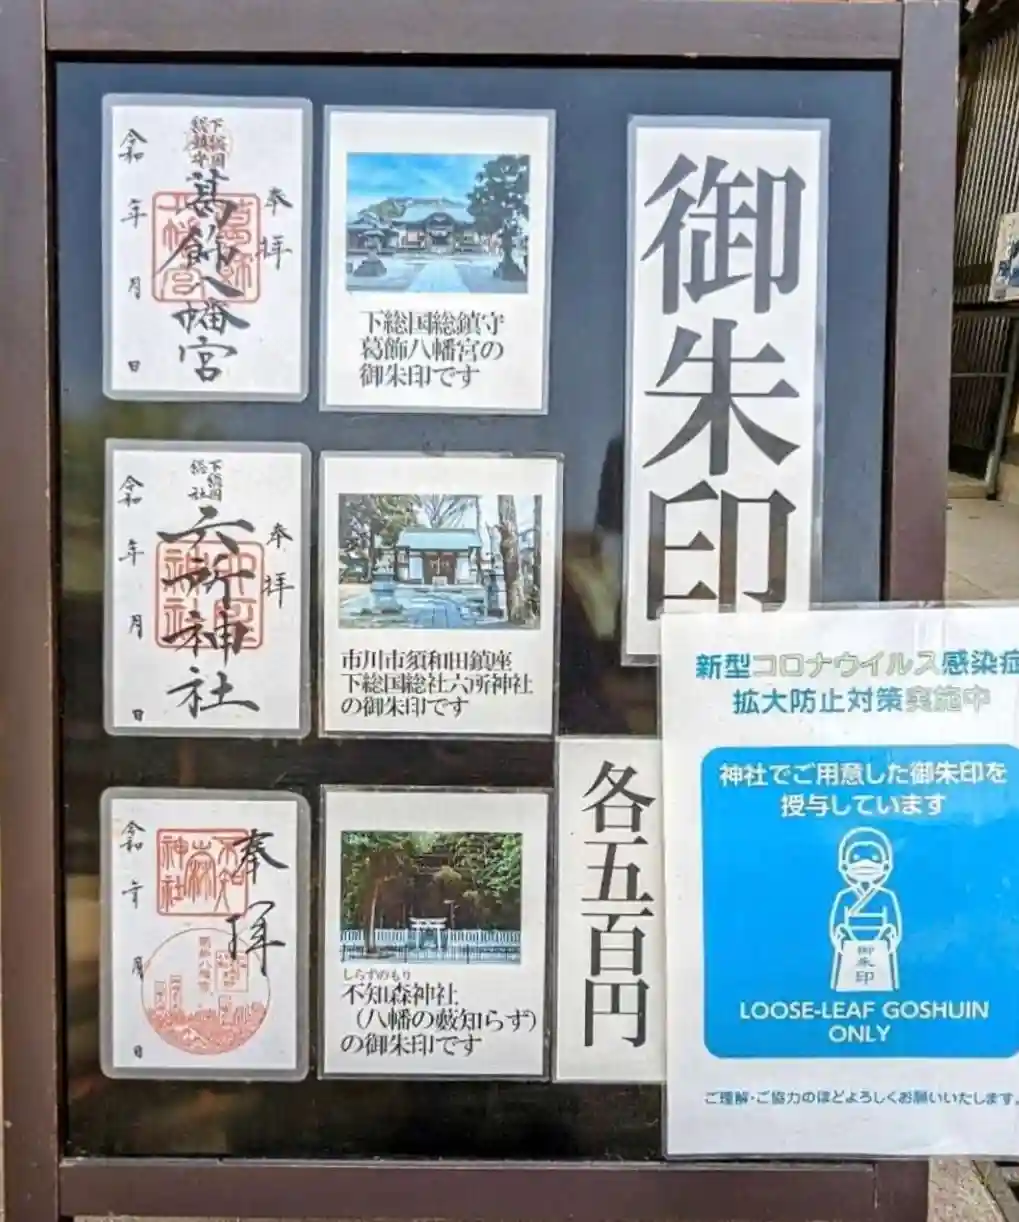 御朱印
各五百円
奉拝
下総国
総鎮守
葛飾八幡宮
令和 年 月 日
下総国総鎮守
葛飾八幡宮の
御朱印です
奉拝
下総国
総社
六所神社
令和 年 月 日
市川市須和田鎮座
下総国総社六所神社
の御朱印です
奉拝
不知
森
神社
令和 年 月 日
しらずのもり
不知森神社
(八幡の藪知らず)
の御朱印です
新型コロナウイルス感染症
拡大防止対策実施中
神社でご用意した御朱印を
授与しています
御朱印
LOOSE-LEAF GOSHUIN
ONLY
ご理解・ご協力のほどよろしくお願いいたします。